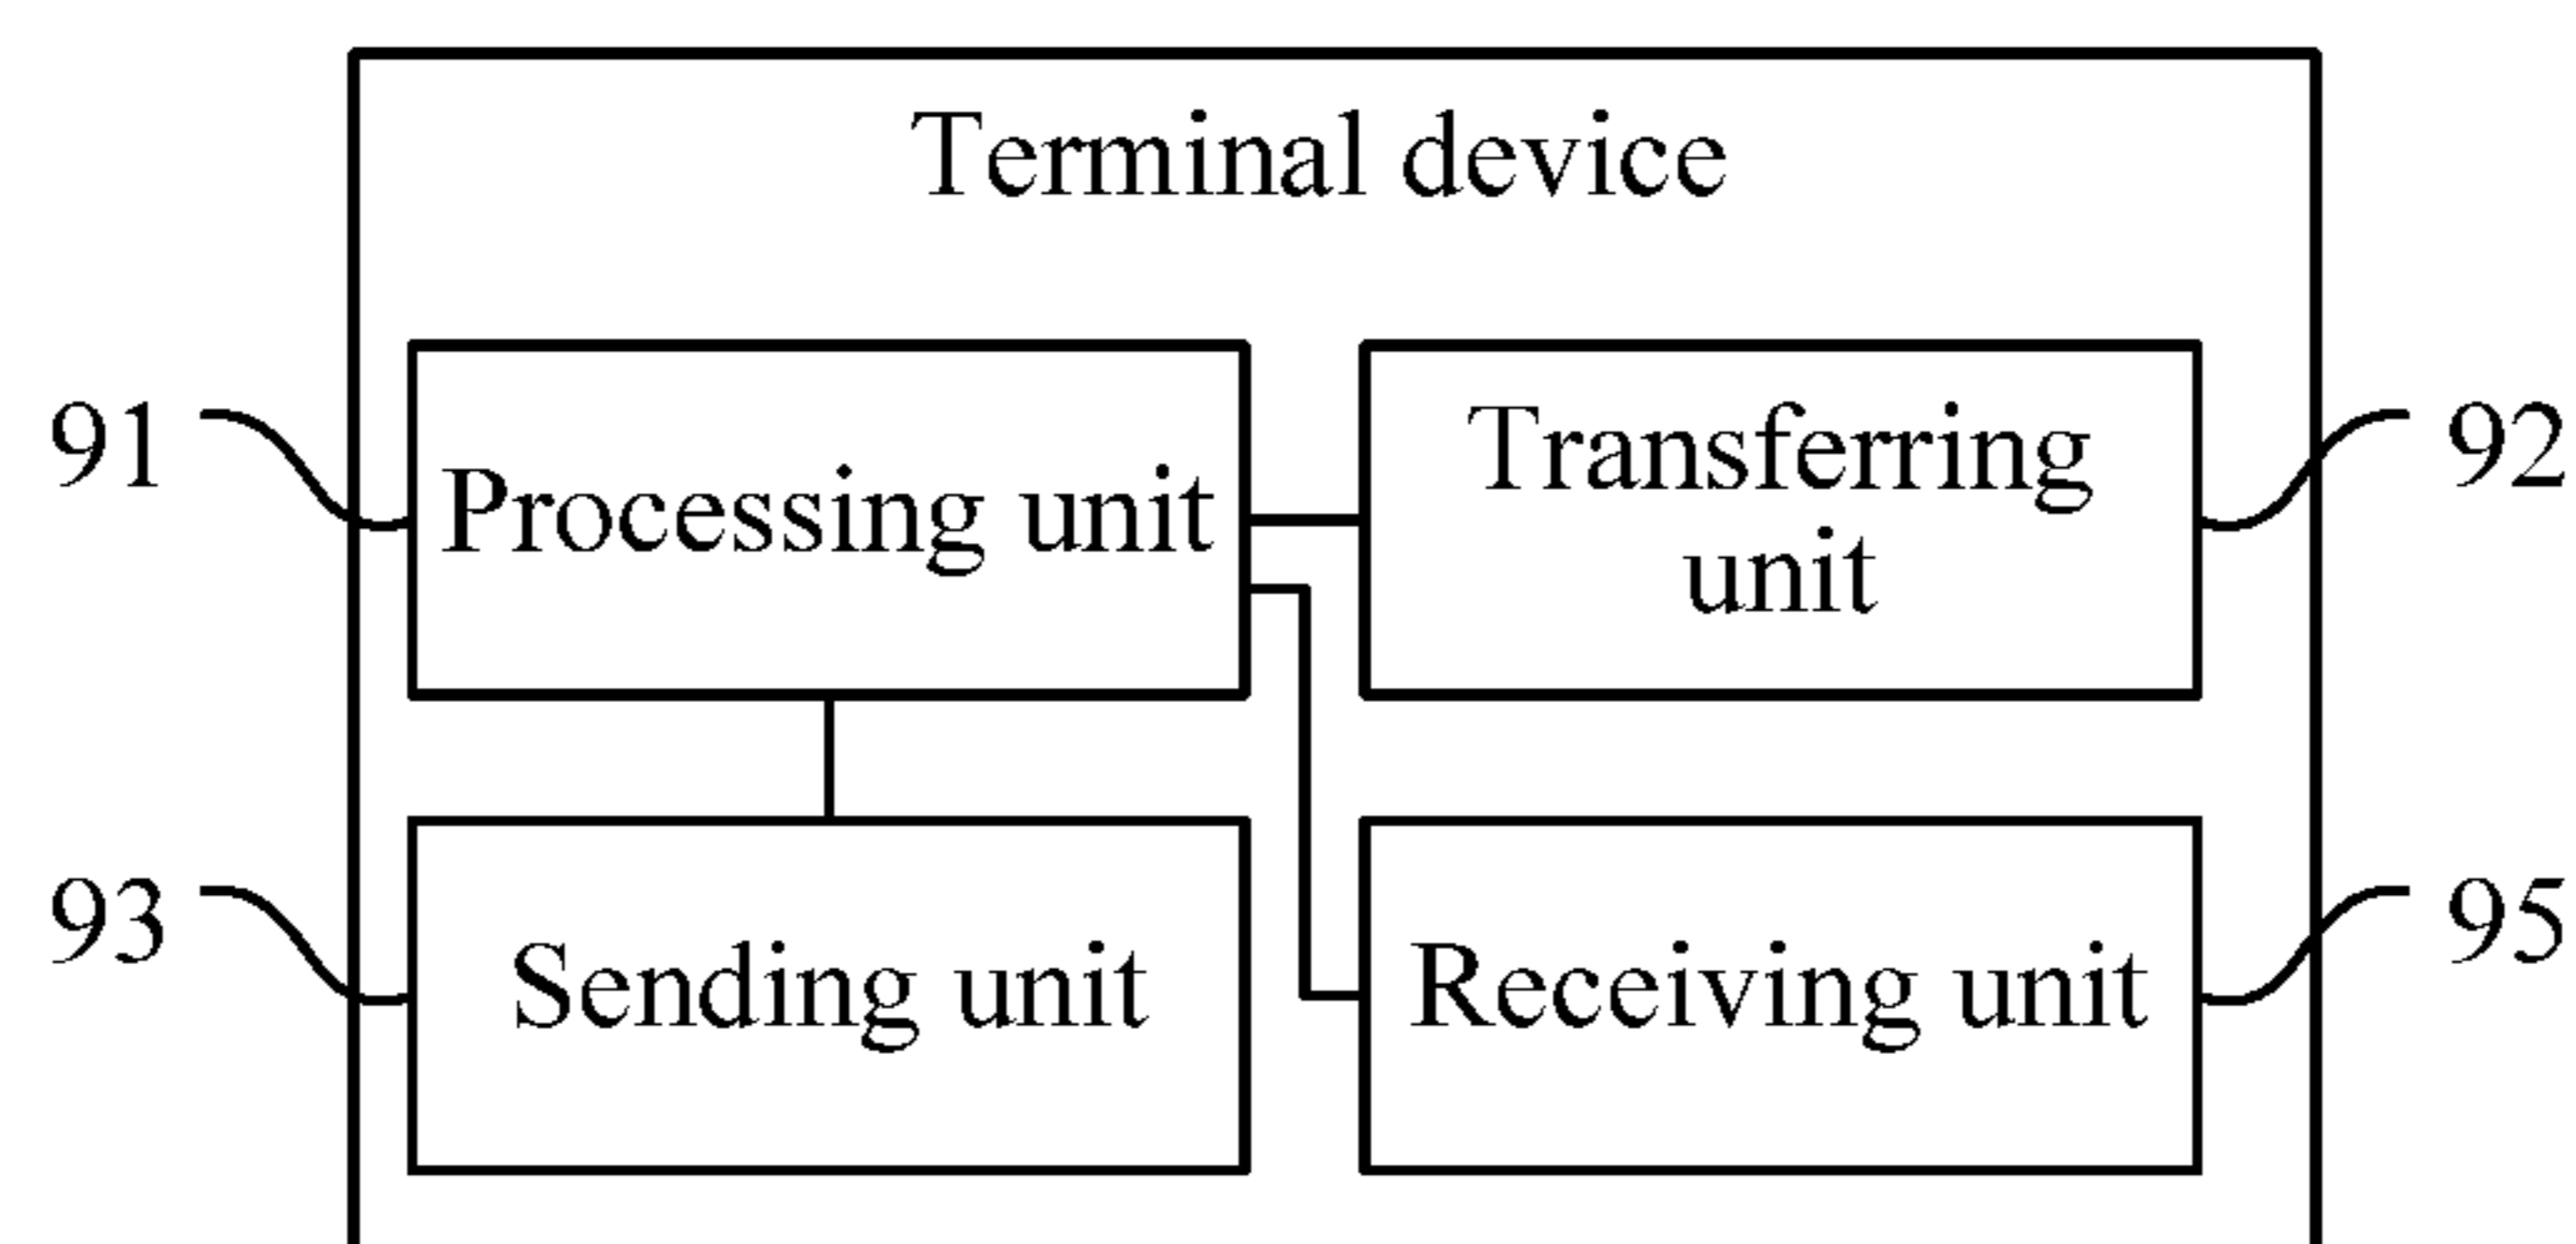 Terminal device
91
Processing unit
Transferring
unit
92
93
Sending unit
Receiving unit
95